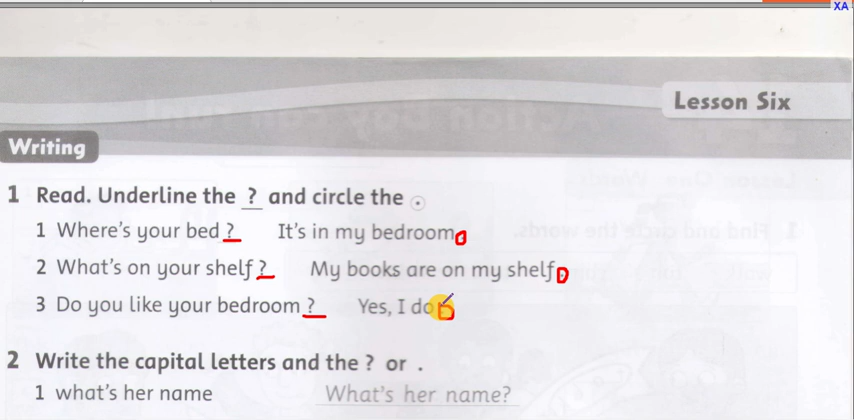 XA
Lesson Six
Writing
1 Read. Underline the ? and circle the .
1 Where's your bed? It's in my bedroom.
2 What's on your shelf? My books are on my shelf.
3 Do you like your bedroom? Yes, I do.
2 Write the capital letters and the ? or .
1 what's her name What's her name?